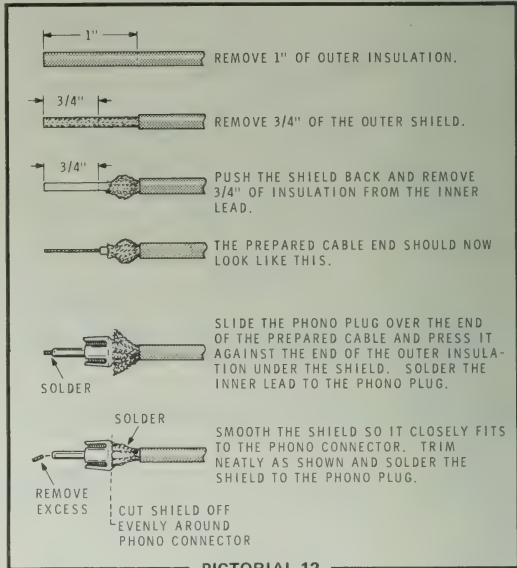 1"
REMOVE 1" OF OUTER INSULATION.
3/4"
REMOVE 3/4" OF THE OUTER SHIELD.
3/4"
PUSH THE SHIELD BACK AND REMOVE
3/4" OF INSULATION FROM THE INNER
LEAD.
THE PREPARED CABLE END SHOULD NOW
LOOK LIKE THIS.
SLIDE THE PHONO PLUG OVER THE END
OF THE PREPARED CABLE AND PRESS IT
AGAINST THE END OF THE OUTER INSULA-
TION UNDER THE SHIELD. SOLDER THE
INNER LEAD TO THE PHONO PLUG.
SOLDER
SOLDER
SMOOTH THE SHIELD SO IT CLOSELY FITS
TO THE PHONO CONNECTOR. TRIM
NEATLY AS SHOWN AND SOLDER THE
SHIELD TO THE PHONO PLUG.
REMOVE
EXCESS
CUT SHIELD OFF
EVENLY AROUND
PHONO CONNECTOR
PICTORIAL 12